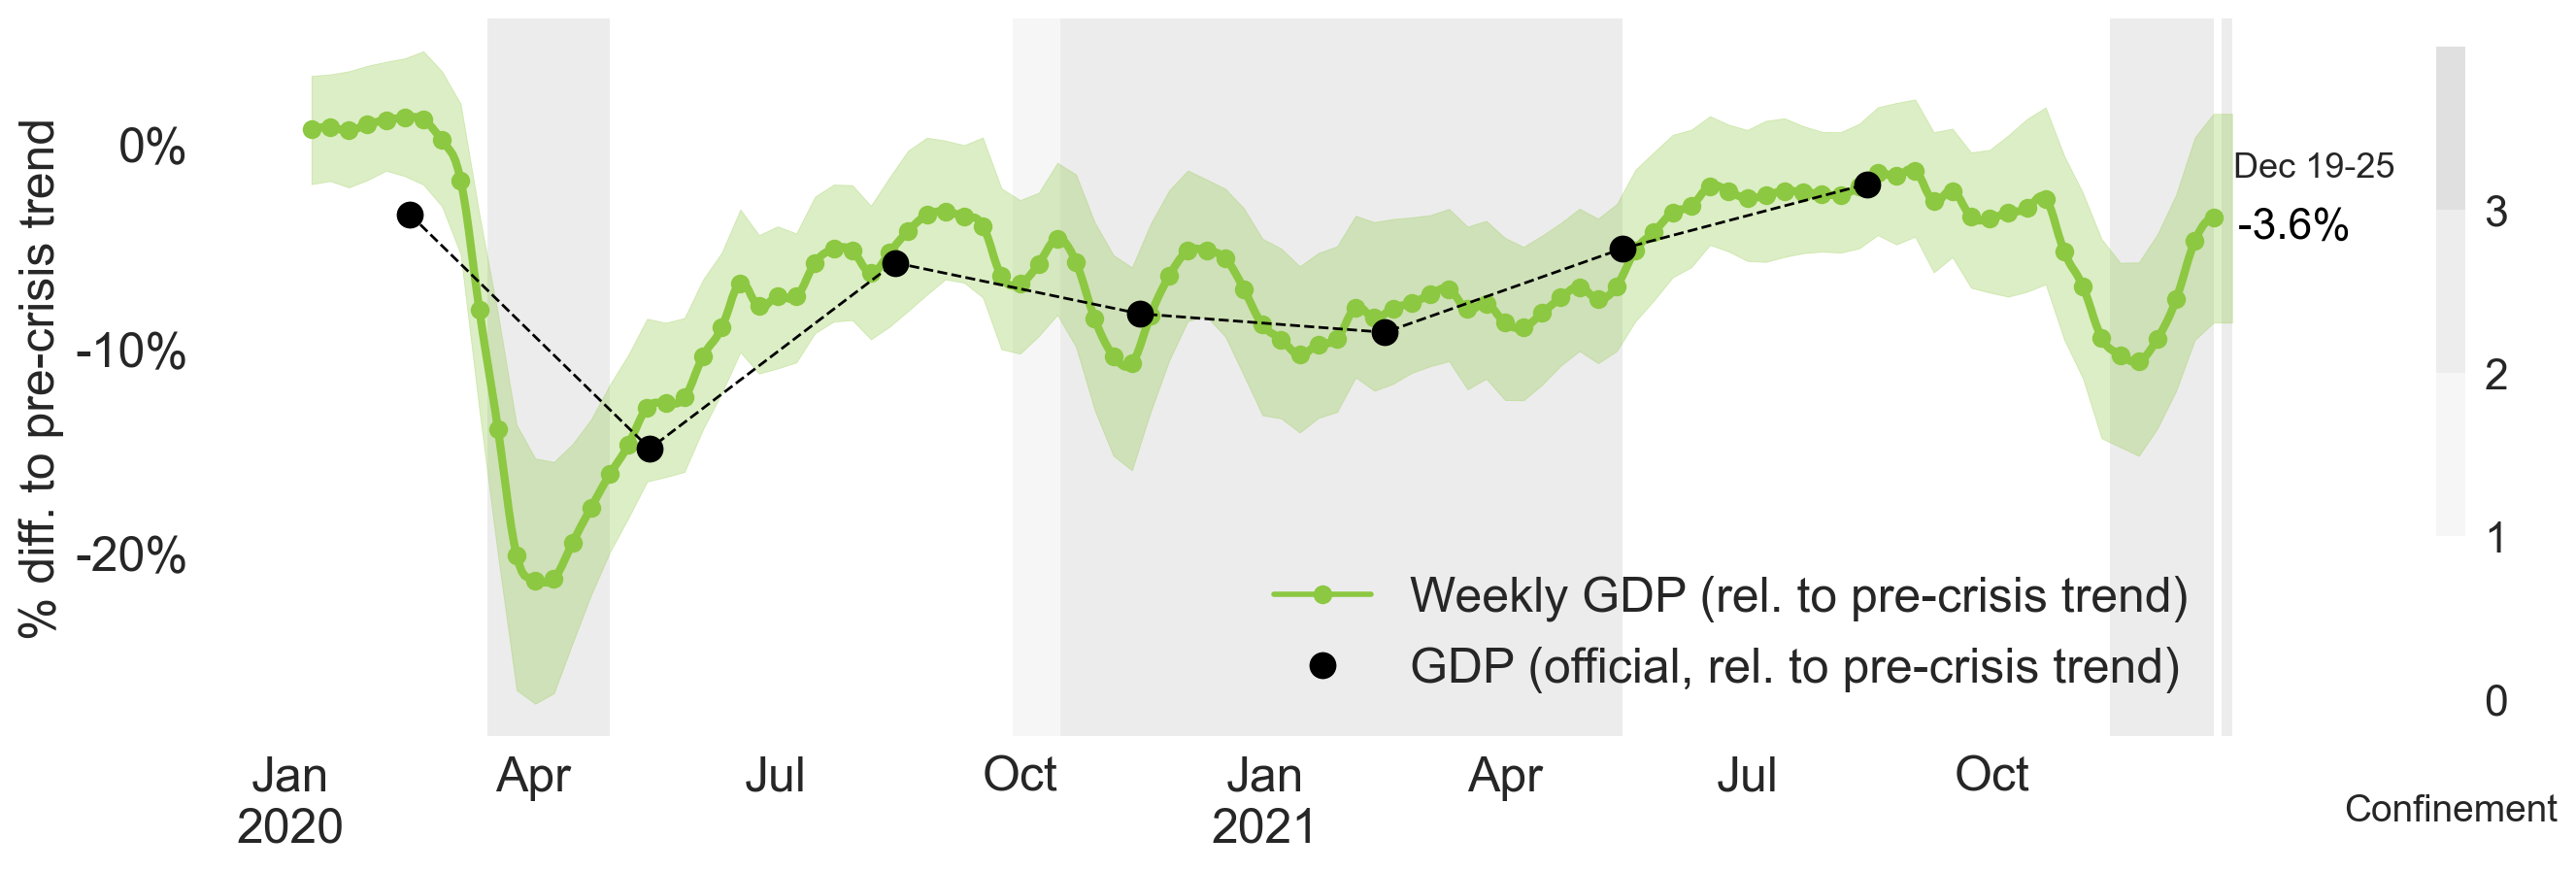 % diff. to pre-crisis trend
0%
-10%
-20%
Dec 19-25
-3.6%
Weekly GDP (rel. to pre-crisis trend)
GDP (official, rel. to pre-crisis trend)
Jan
2020
Apr
Jul
Oct
Jan
2021
Apr
Jul
Oct
3
2
1
0
Confinement